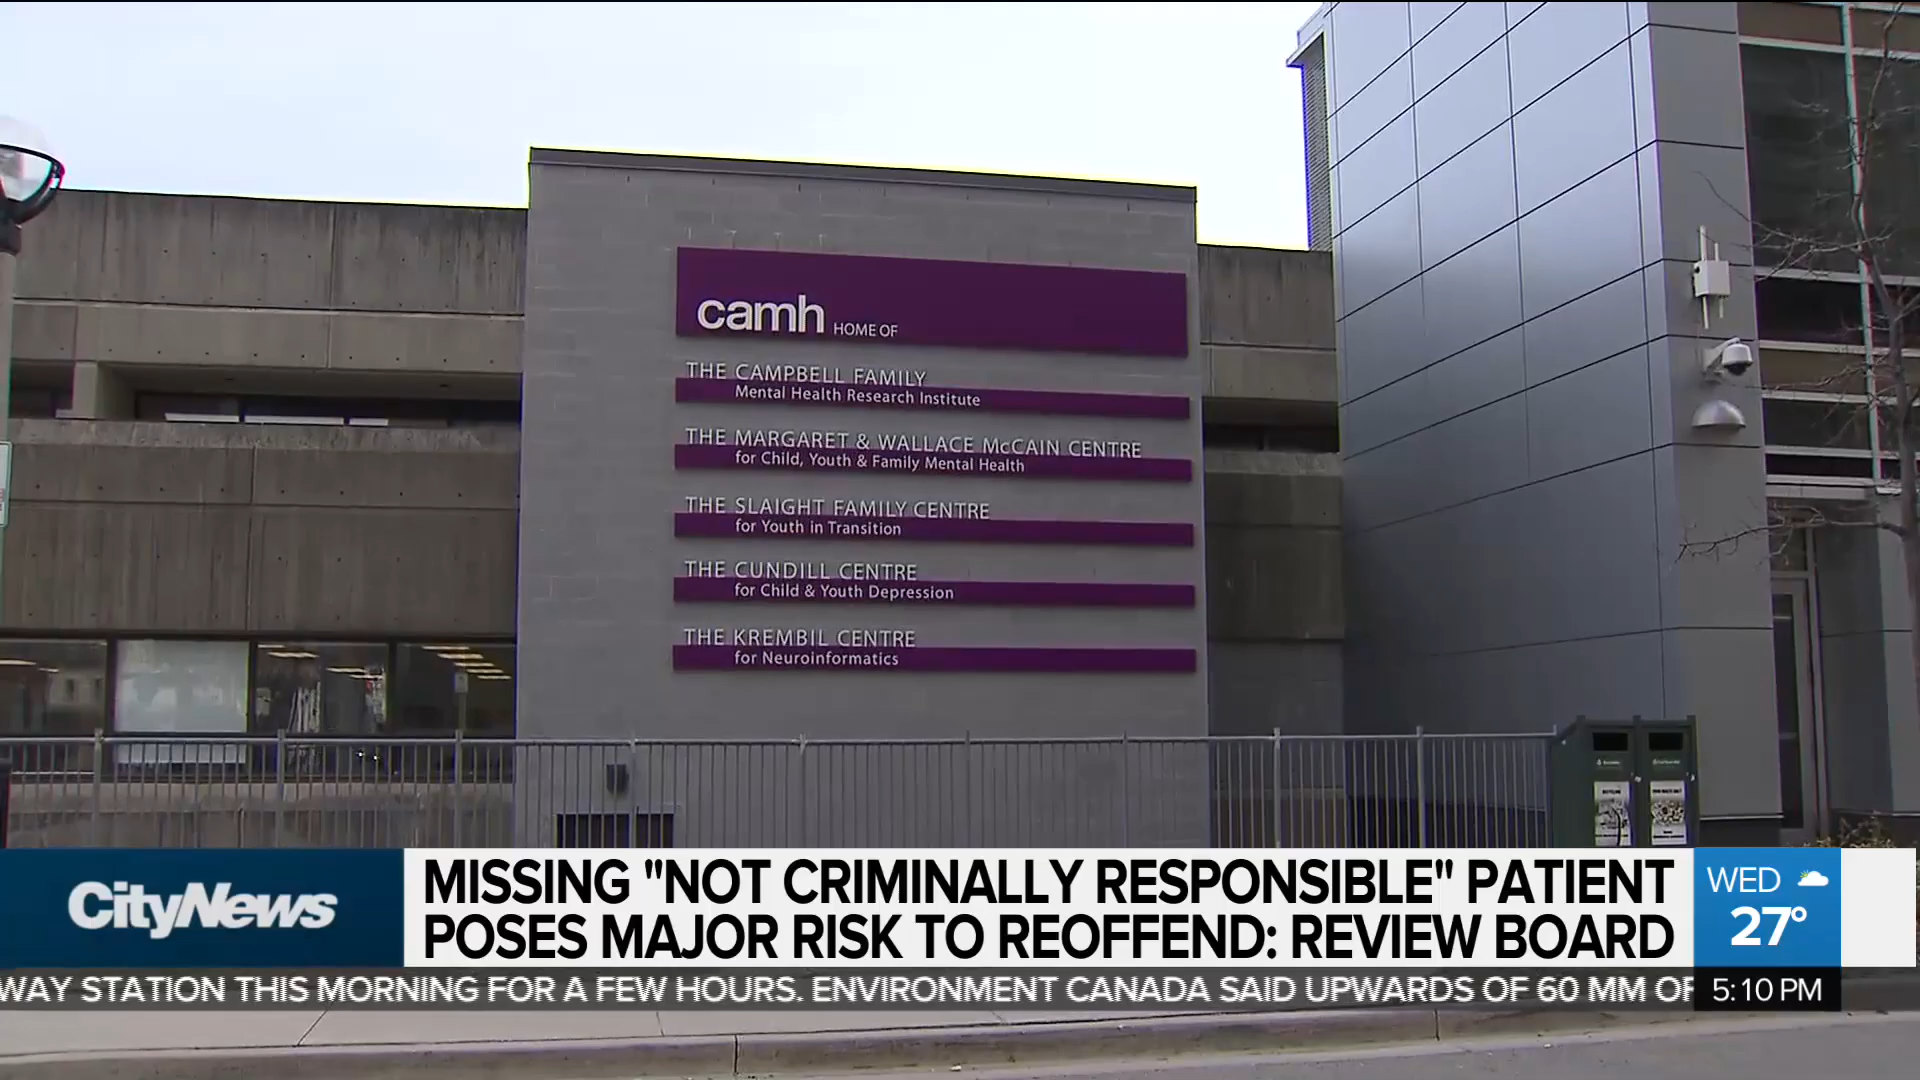 camh HOME OF
THE CAMPBELL FAMILY
Mental Health Research Institute
THE MARGARET & WALLACE McCAIN CENTRE
for Child, Youth & Family Mental Health
THE SLAIGHT FAMILY CENTRE
for Youth in Transition
THE CUNDILL CENTRE
for Child & Youth Depression
THE KREMBIL CENTRE
for Neuroinformatics
CityNews
MISSING "NOT CRIMINALLY RESPONSIBLE" PATIENT
POSES MAJOR RISK TO REOFFEND: REVIEW BOARD
WED
27°
WAY STATION THIS MORNING FOR A FEW HOURS. ENVIRONMENT CANADA SAID UPWARDS OF 60 MM OF
5:10 PM